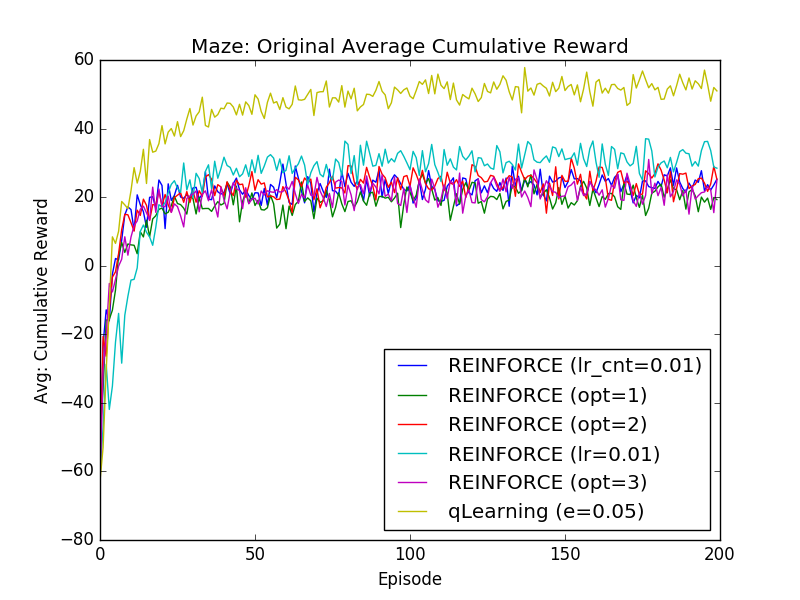 Maze: Original Average Cumulative Reward
60
40
20
0
−20
−40
−60
−80
Avg: Cumulative Reward
REINFORCE (lr_cnt=0.01)
REINFORCE (opt=1)
REINFORCE (opt=2)
REINFORCE (lr=0.01)
REINFORCE (opt=3)
qLearning (e=0.05)
0 50 100 150 200
Episode